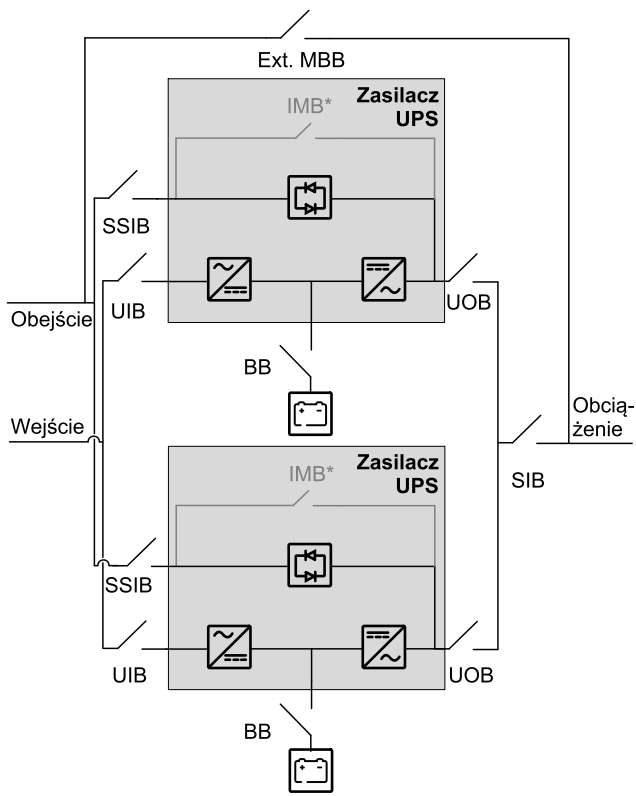 Ext. MBB
Zasilacz
UPS
IMB*
SSIB
UIB
UOB
Obejście
BB
Wejście
Obcią-
żenie
SIB
Zasilacz
UPS
IMB*
SSIB
UIB
UOB
BB